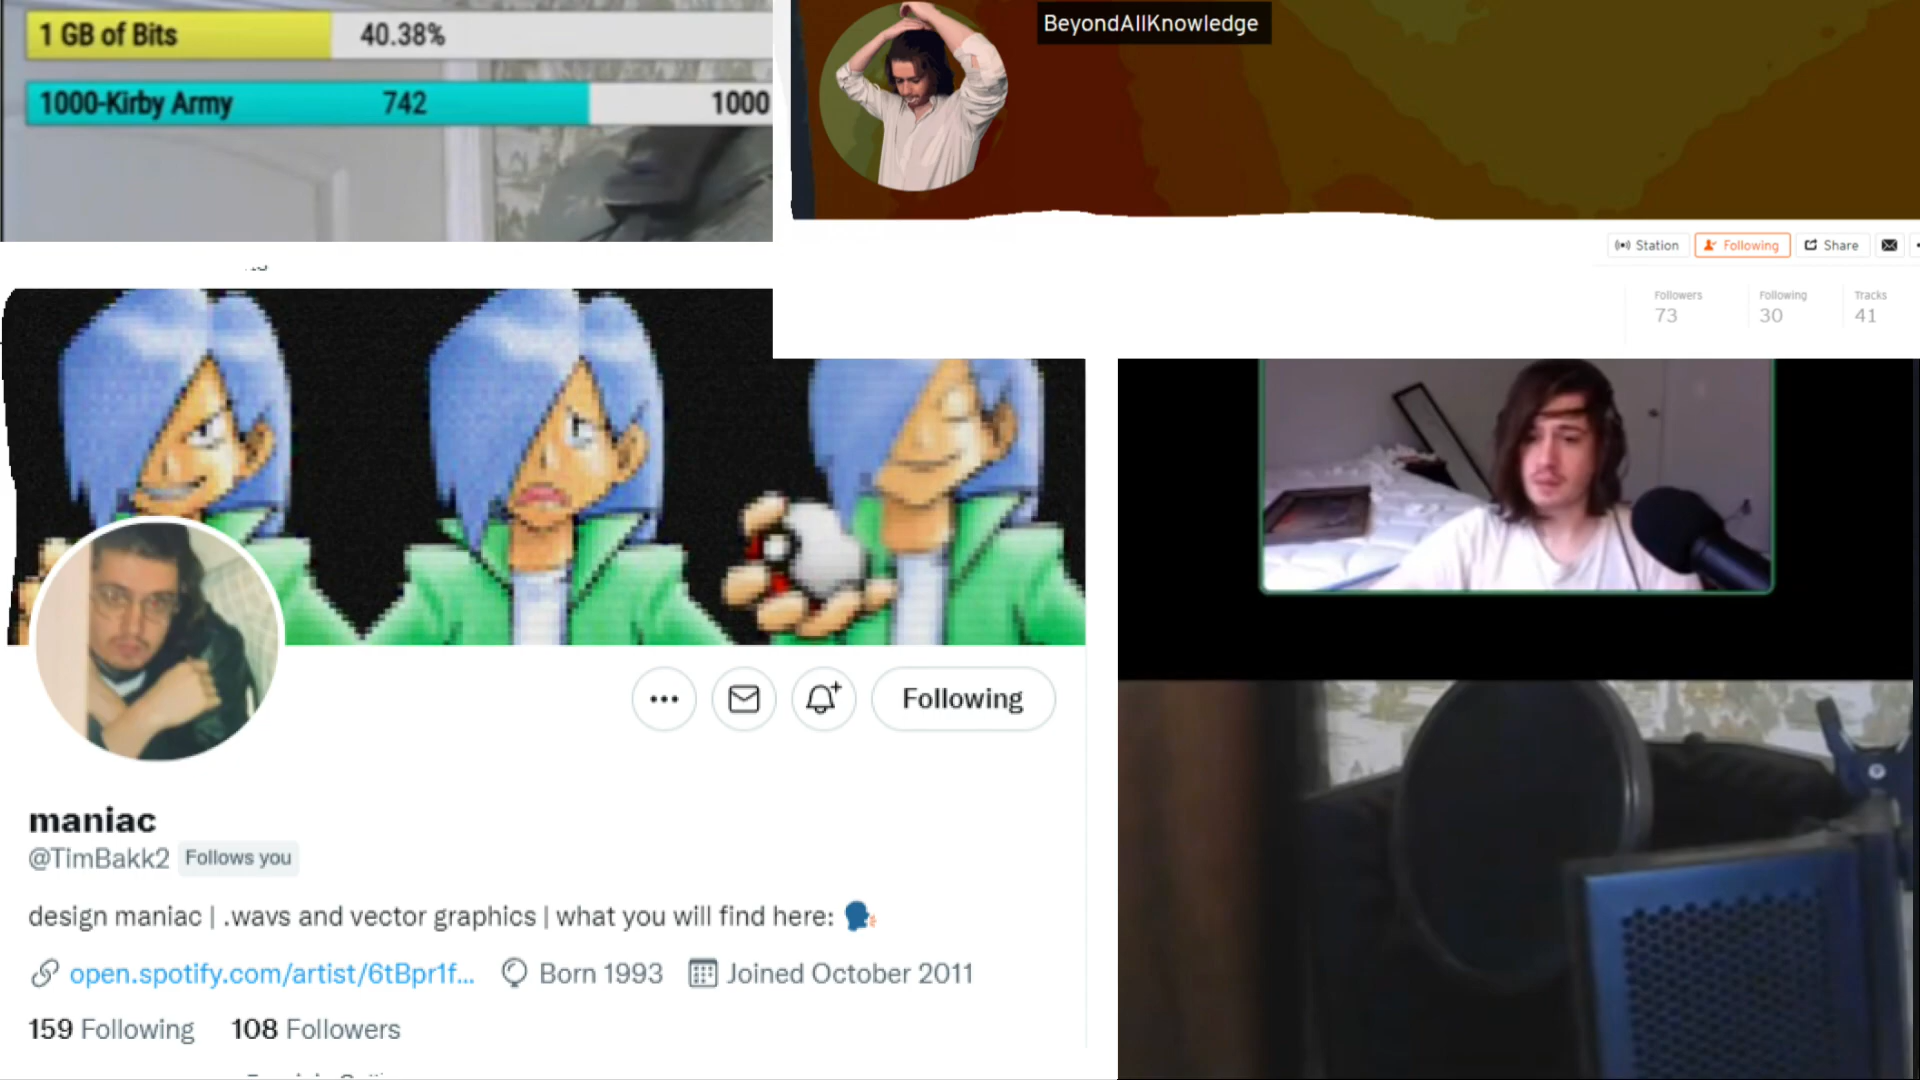 1 GB of Bits 40.38%
1000-Kirby Army 742 1000
BeyondAllKnowledge
Station Following Share
Followers Following Tracks
73 30 41
Following
maniac
@TimBakk2 Follows you
design maniac | .wavs and vector graphics | what you will find here:
open.spotify.com/artist/6tBpr1f... Born 1993 Joined October 2011
159 Following 108 Followers